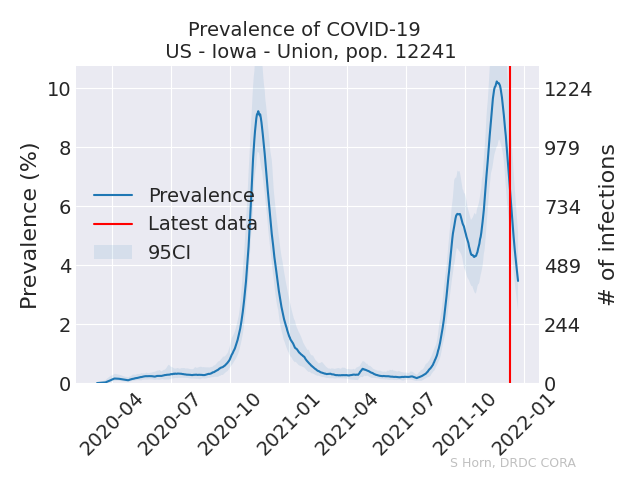 Prevalence of COVID-19
US - Iowa - Union, pop. 12241
Prevalence (%)
10
8
6
4
2
0
Prevalence
Latest data
95CI
1224
979
734
489
244
0
# of infections
2020-04
2020-07
2020-10
2021-01
2021-04
2021-07
2021-10
2022-01
S Horn, DRDC CORA